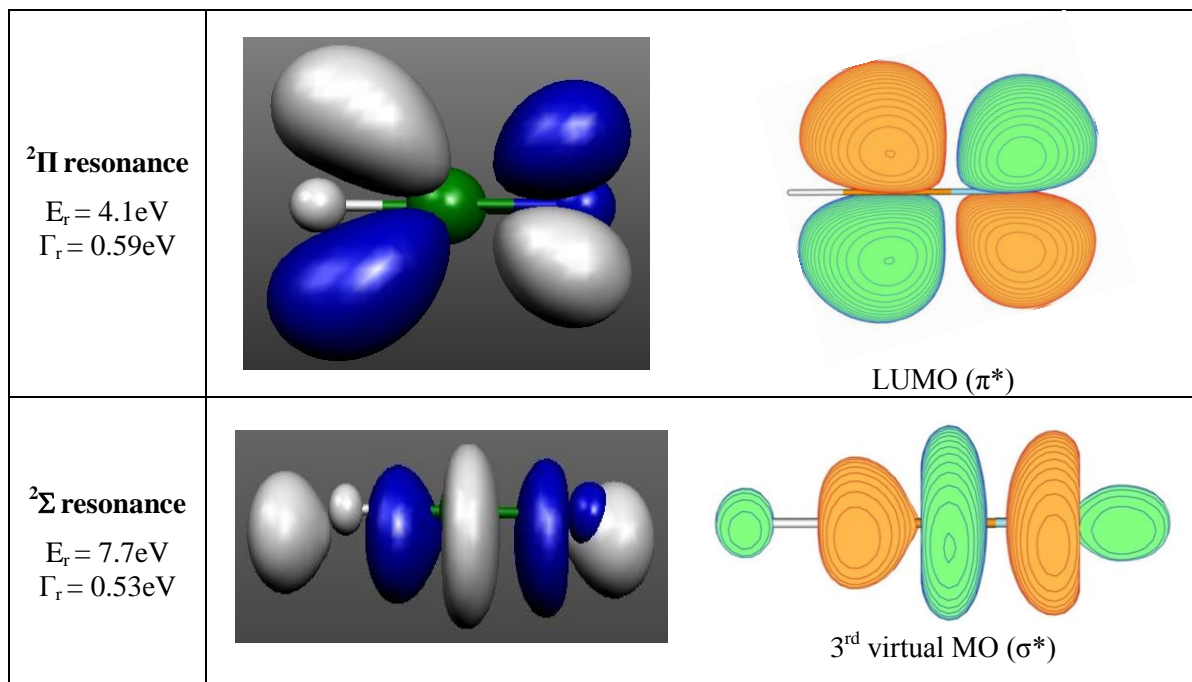 ²Π resonance
Eᵣ = 4.1eV
Γᵣ = 0.59eV
LUMO (π*)
²Σ resonance
Eᵣ = 7.7eV
Γᵣ = 0.53eV
3ʳᵈ virtual MO (σ*)